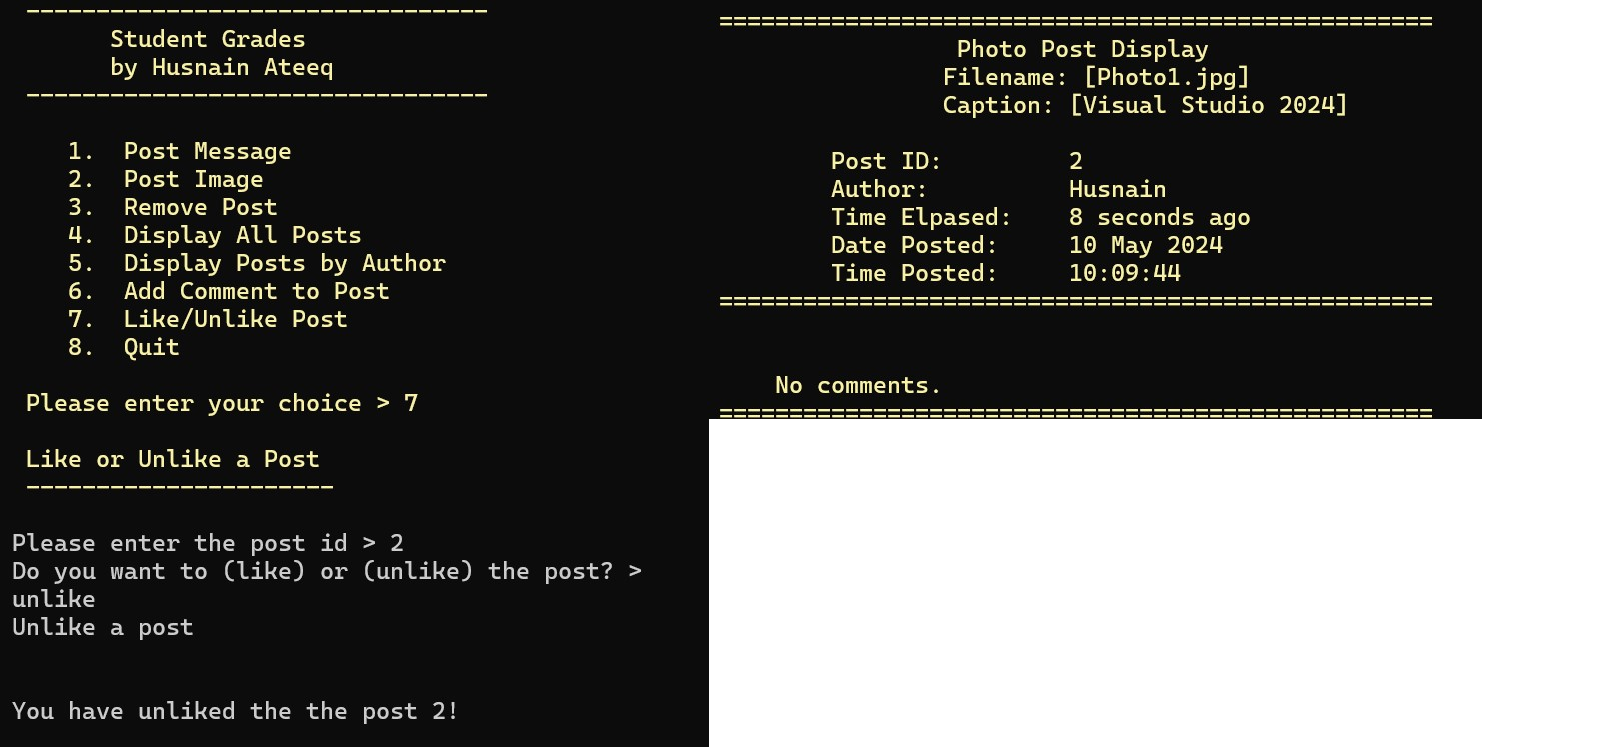 Student Grades
by Husnain Ateeq
1. Post Message
2. Post Image
3. Remove Post
4. Display All Posts
5. Display Posts by Author
6. Add Comment to Post
7. Like/Unlike Post
8. Quit
Please enter your choice > 7
Like or Unlike a Post
Please enter the post id > 2
Do you want to (like) or (unlike) the post? >
unlike
Unlike a post
You have unliked the the post 2!
Photo Post Display
Filename: [Photo1.jpg]
Caption: [Visual Studio 2024]
Post ID: 2
Author: Husnain
Time Elpased: 8 seconds ago
Date Posted: 10 May 2024
Time Posted: 10:09:44
No comments.